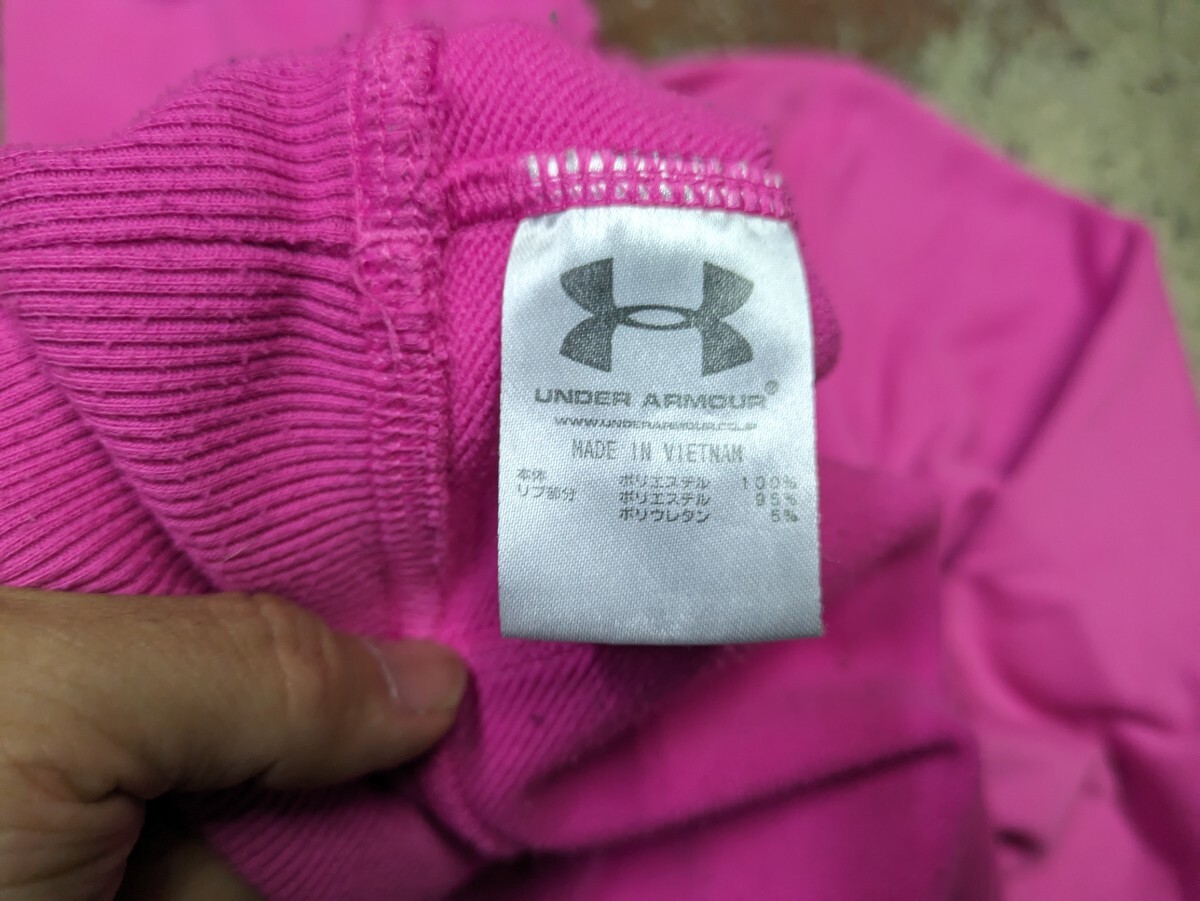 UNDER ARMOUR®
WWW.UNDERARMOUR.CO.JP
MADE IN VIETNAM
本体 ポリエステル 100%
リブ部分 ポリエステル 95%
ポリウレタン 5%